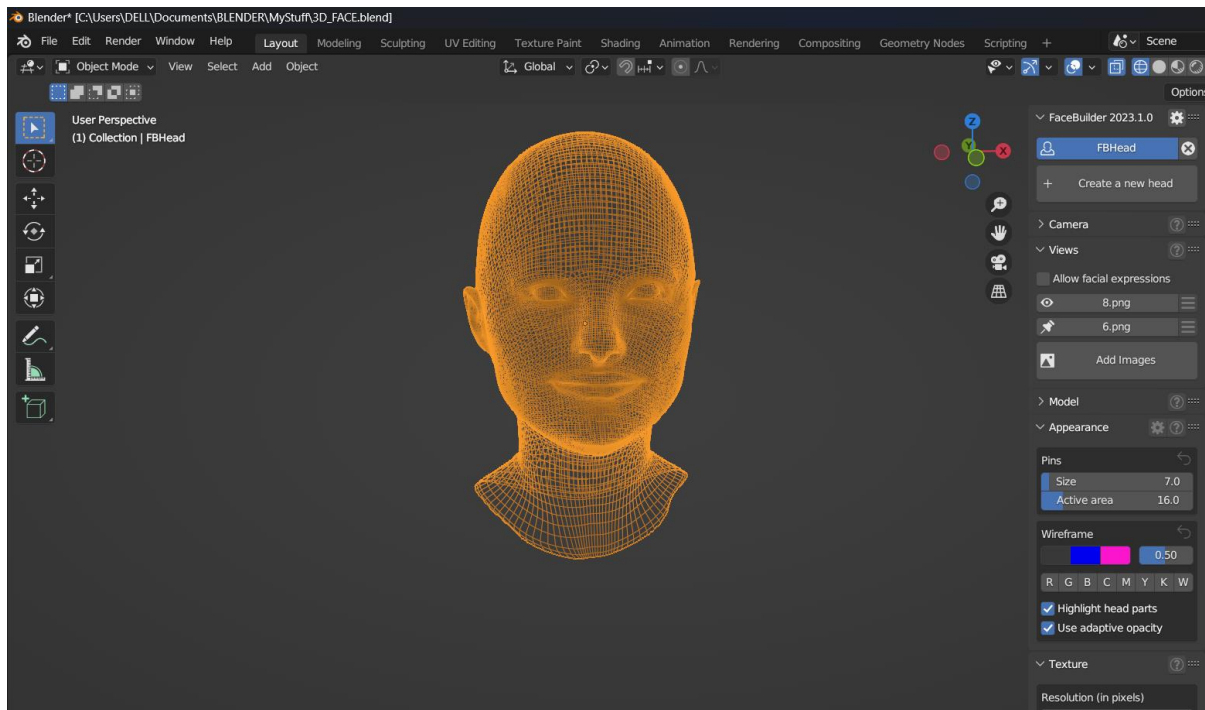 Blender* [C:\Users\DELL\Documents\BLENDER\MyStuff\3D_FACE.blend]
File Edit Render Window Help Layout Modeling Sculpting UV Editing Texture Paint Shading Animation Rendering Compositing Geometry Nodes Scripting + Scene
Object Mode View Select Add Object Global
Options
User Perspective
(1) Collection | FBHead
Z
Y
X
FaceBuilder 2023.1.0
FBHead
+ Create a new head
Camera ?
Views ?
Allow facial expressions
8.png
6.png
Add Images
Model ?
Appearance ?
Pins
Size 7.0
Active area 16.0
Wireframe
0.50
R G B C M Y K W
Highlight head parts
Use adaptive opacity
Texture ?
Resolution (in pixels)